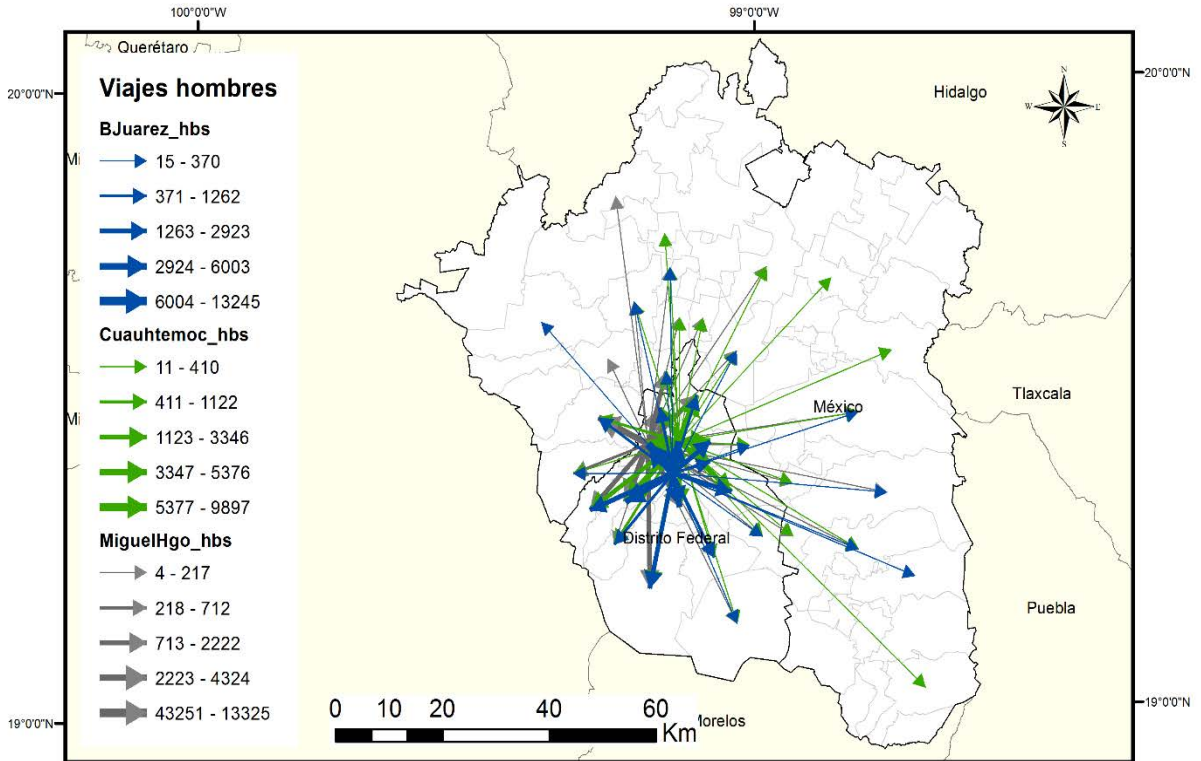 100°0'0"W
99°0'0"W
Querétaro
Viajes hombres
BJuarez_hbs
15 - 370
371 - 1262
1263 - 2923
2924 - 6003
6004 - 13245
Cuauhtemoc_hbs
11 - 410
411 - 1122
1123 - 3346
3347 - 5376
5377 - 9897
MiguelHgo_hbs
4 - 217
218 - 712
713 - 2222
2223 - 4324
43251 - 13325
20°0'0"N
20°0'0"N
Hidalgo
N
W
E
S
Mi
Mi
México
Tlaxcala
Distrito Federal
Puebla
0 10 20 40 60
Km
Morelos
19°0'0"N
19°0'0"N